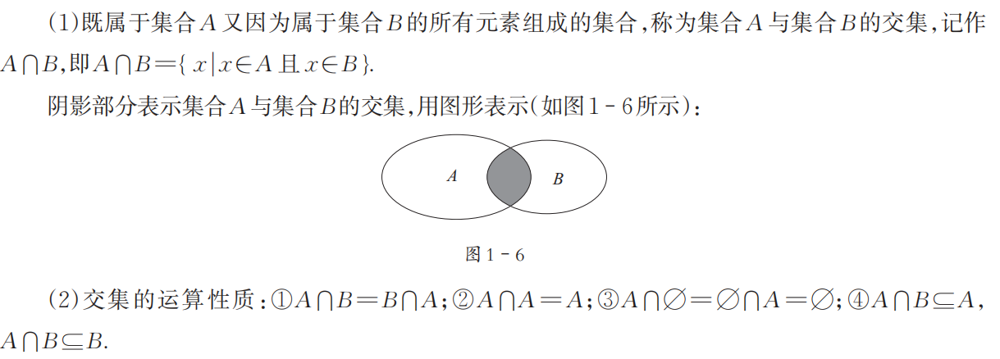 (1)既属于集合A又因为属于集合B的所有元素组成的集合,称为集合A与集合B的交集,记作
A⋂B,即A⋂B={ x|x∈A且x∈B}.
阴影部分表示集合A与集合B的交集,用图形表示(如图1-6所示):
A
B
图1-6
(2)交集的运算性质:①A⋂B=B⋂A;②A⋂A=A;③A⋂∅=∅⋂A=∅;④A⋂B⊆A,
A⋂B⊆B.